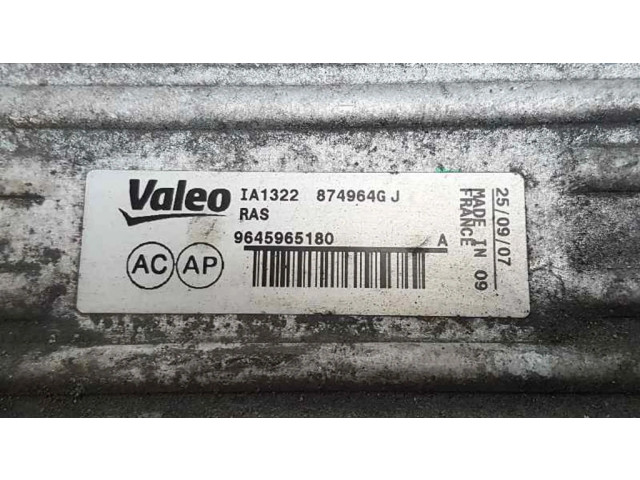 Valeo
IA1322 874964G J
RAS
9645965180 A
AC AP
25/09/07
MADE IN 09
FRANCE